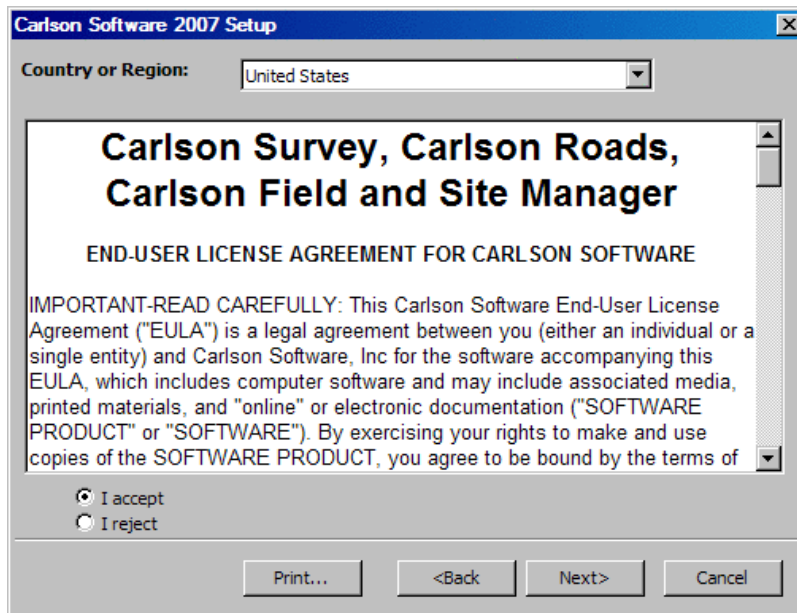 Carlson Software 2007 Setup
Country or Region:
United States
Carlson Survey, Carlson Roads,
Carlson Field and Site Manager
END-USER LICENSE AGREEMENT FOR CARLSON SOFTWARE
IMPORTANT-READ CAREFULLY: This Carlson Software End-User License
Agreement ("EULA") is a legal agreement between you (either an individual or a
single entity) and Carlson Software, Inc for the software accompanying this
EULA, which includes computer software and may include associated media,
printed materials, and "online" or electronic documentation ("SOFTWARE
PRODUCT" or "SOFTWARE"). By exercising your rights to make and use
copies of the SOFTWARE PRODUCT, you agree to be bound by the terms of
I accept
I reject
Print... <Back Next> Cancel